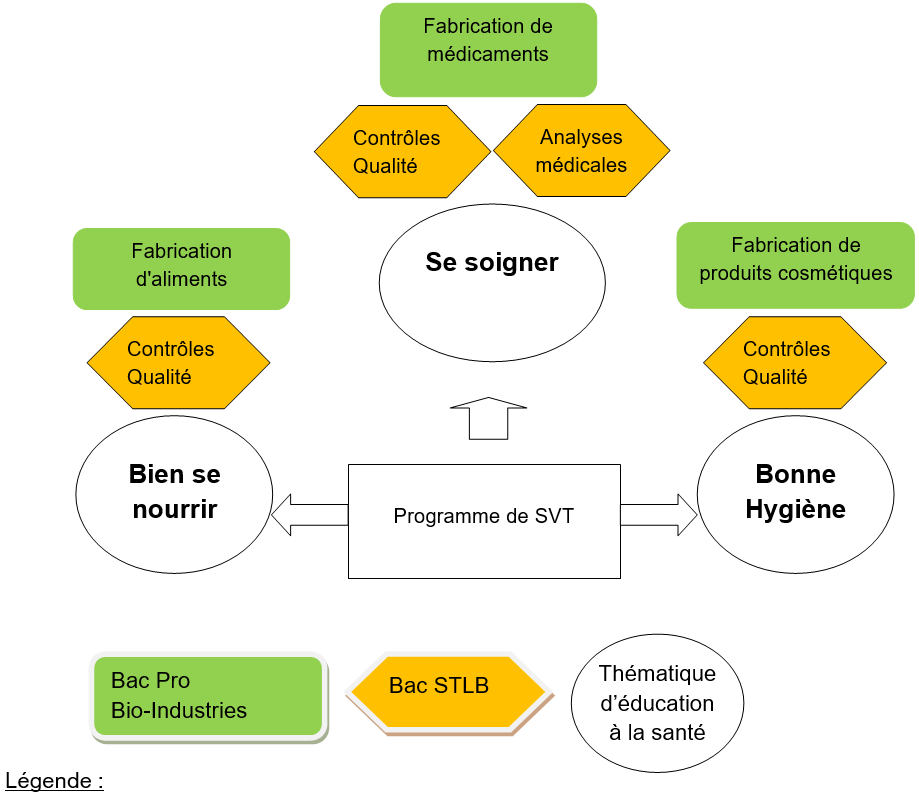 Fabrication de
médicaments
Contrôles
Qualité
Analyses
médicales
Se soigner
Fabrication
d'aliments
Contrôles
Qualité
Bien se
nourrir
Fabrication de
produits cosmétiques
Contrôles
Qualité
Bonne
Hygiène
Programme de SVT
Bac Pro
Bio-Industries
Bac STLB
Thématique
d’éducation
à la santé
Légende :